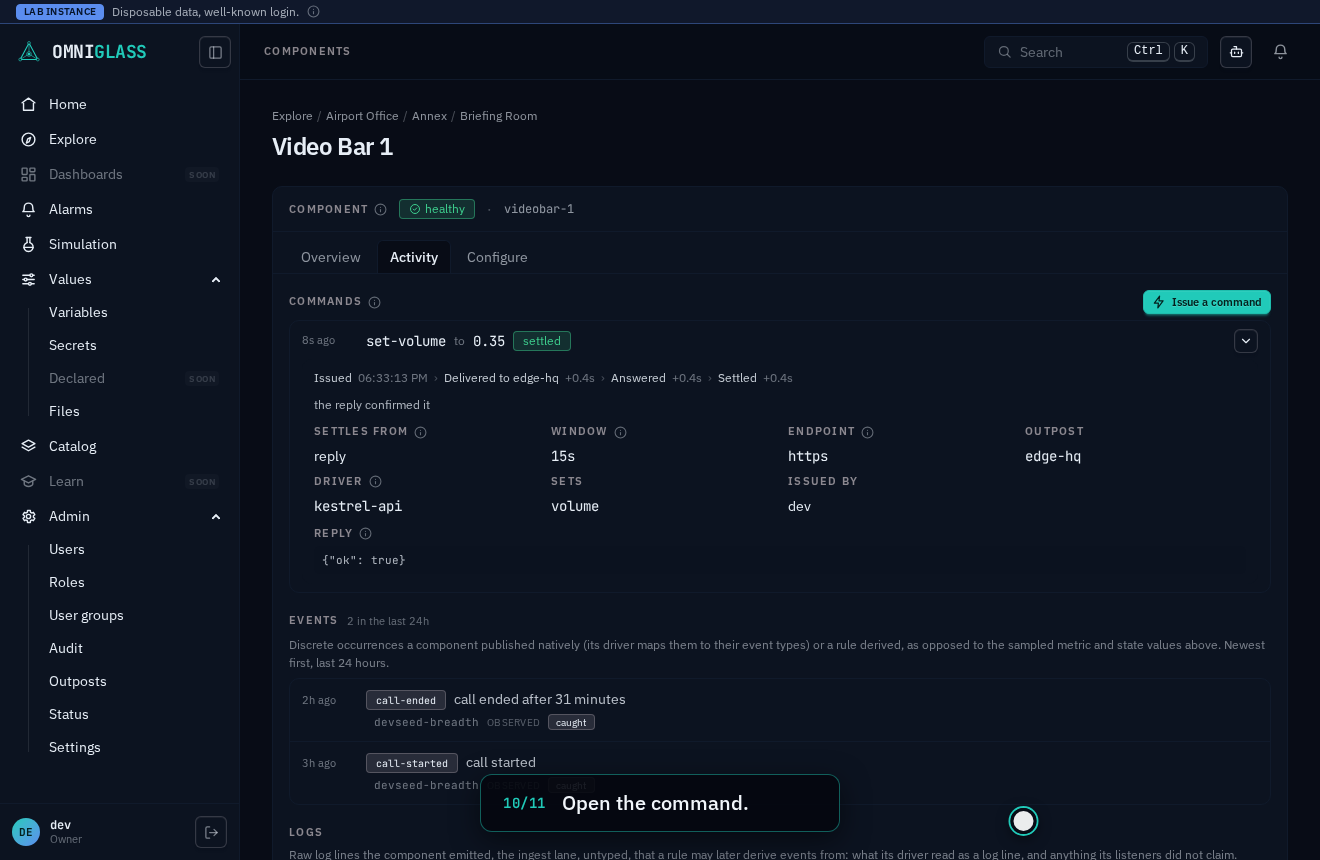 LAB INSTANCE Disposable data, well-known login.
OMNIGLASS
COMPONENTS
Search Ctrl K
Home
Explore
Dashboards SOON
Alarms
Simulation
Values
Variables
Secrets
Declared SOON
Files
Catalog
Learn SOON
Admin
Users
Roles
User groups
Audit
Outposts
Status
Settings
DE dev
Owner
Explore / Airport Office / Annex / Briefing Room
Video Bar 1
COMPONENT healthy · videobar-1
Overview Activity Configure
COMMANDS Issue a command
8s ago set-volume to 0.35 settled
Issued 06:33:13 PM › Delivered to edge-hq +0.4s › Answered +0.4s › Settled +0.4s
the reply confirmed it
SETTLES FROM WINDOW ENDPOINT OUTPOST
reply 15s https edge-hq
DRIVER SETS ISSUED BY
kestrel-api volume dev
REPLY
{"ok": true}
EVENTS 2 in the last 24h
Discrete occurrences a component published natively (its driver maps them to their event types) or a rule derived, as opposed to the sampled metric and state values above. Newest
first, last 24 hours.
2h ago call-ended call ended after 31 minutes
devseed-breadth OBSERVED caught
3h ago call-started call started
devseed-breadth caught
10/11 Open the command.
LOGS
Raw log lines the component emitted, the ingest lane, untyped, that a rule may later derive events from: what its driver read as a log line, and anything its listeners did not claim.